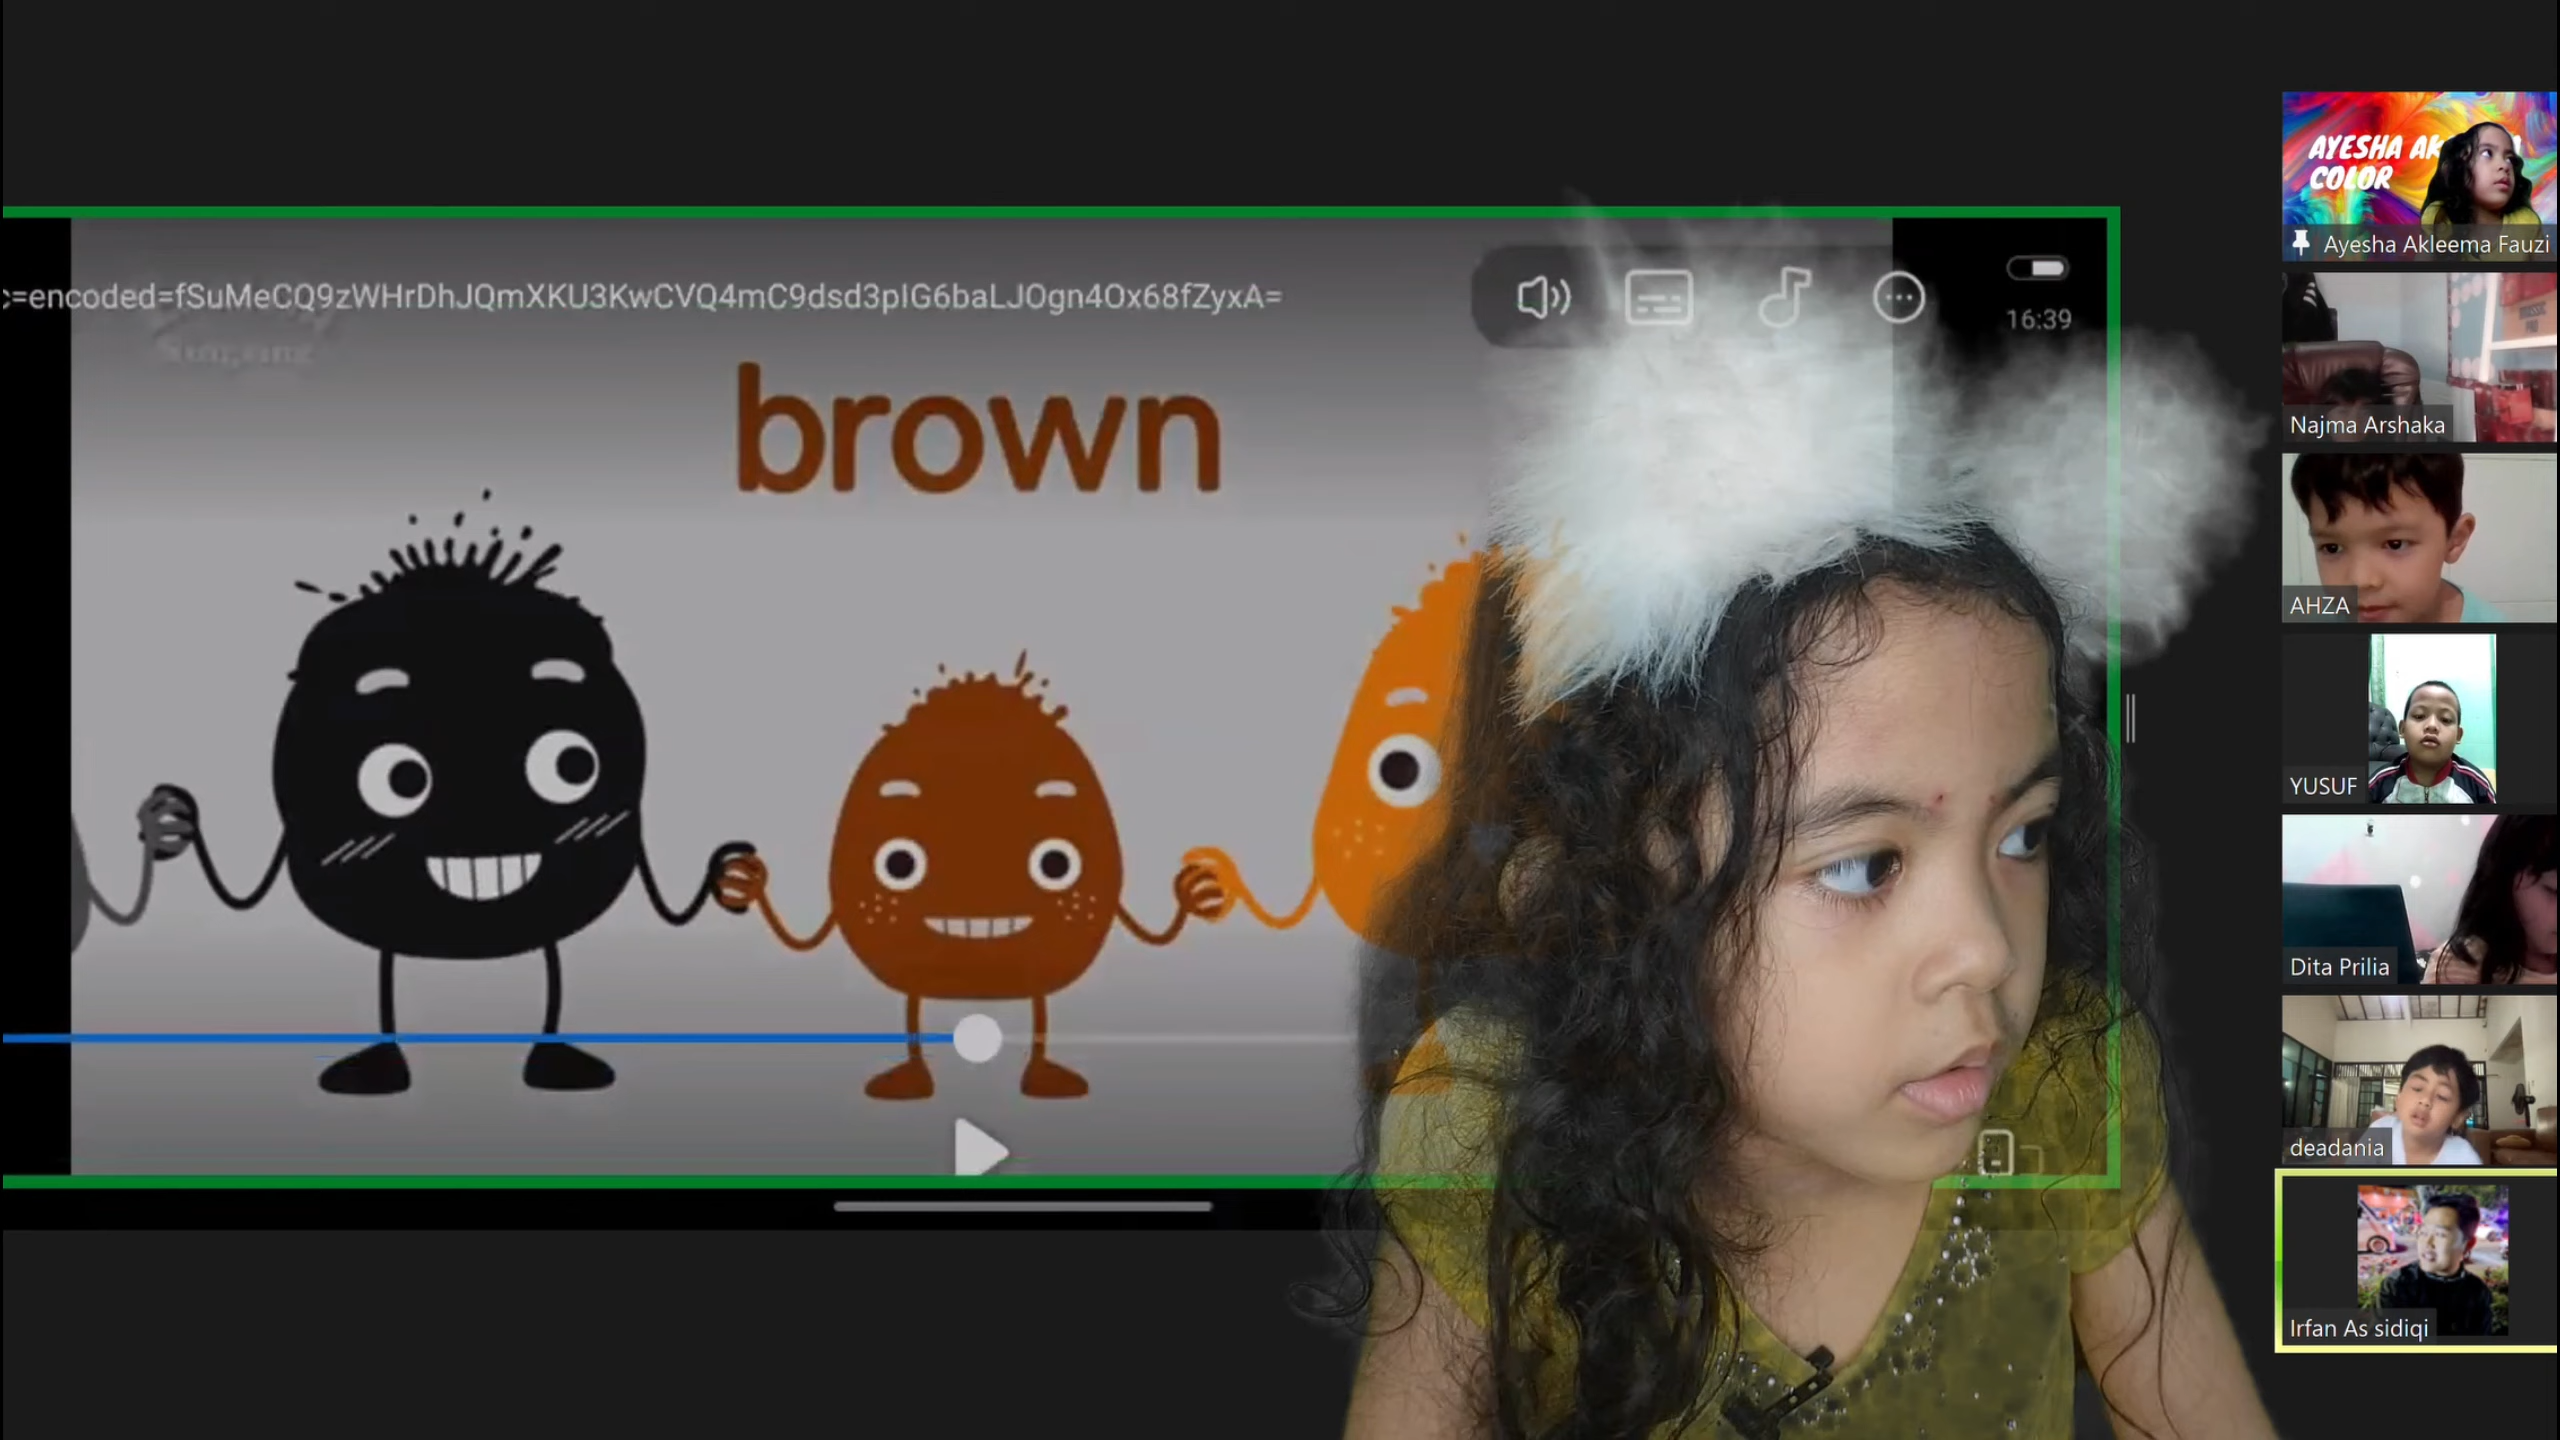 c=encoded=fSuMeCQ9zWHrDhJQmXKU3KwCVQ4mC9dsd3pIG6baLJOgn4Ox68fZyxA=
16:39
brown
AYESHA AK
COLOR
Ayesha Akleema Fauzi
Najma Arshaka
AHZA
YUSUF
Dita Prilia
deadania
Irfan As sidiqi